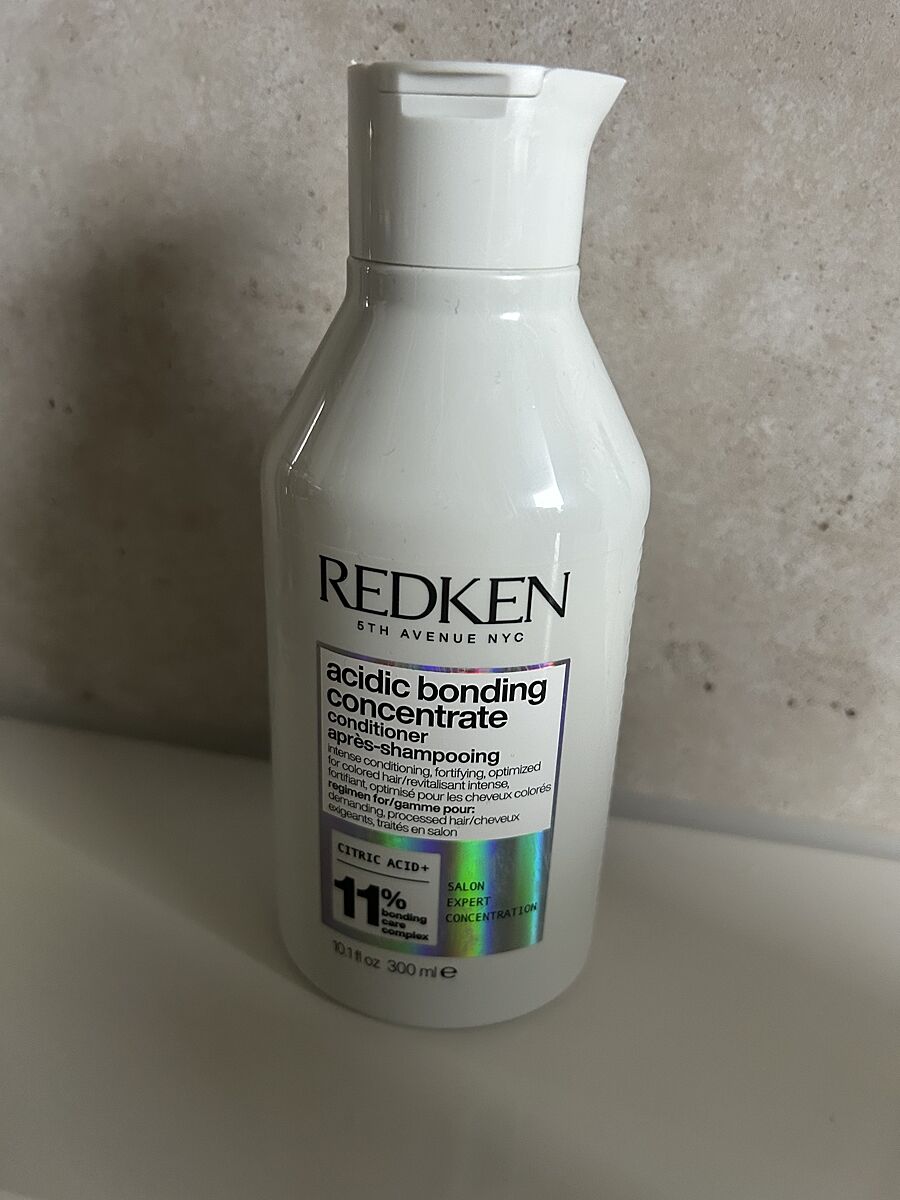 REDKEN
5TH AVENUE NYC
acidic bonding
concentrate
conditioner
après-shampooing
intense conditioning, fortifying, optimized
for colored hair/revitalisant intense,
fortifiant, optimisé pour les cheveux colorés
regimen for/gamme pour:
demanding, processed hair/cheveux
exigeants, traités en salon
CITRIC ACID+
11%
bonding
care
complex
SALON
EXPERT
CONCENTRATION
10.1 fl oz 300 ml ℮